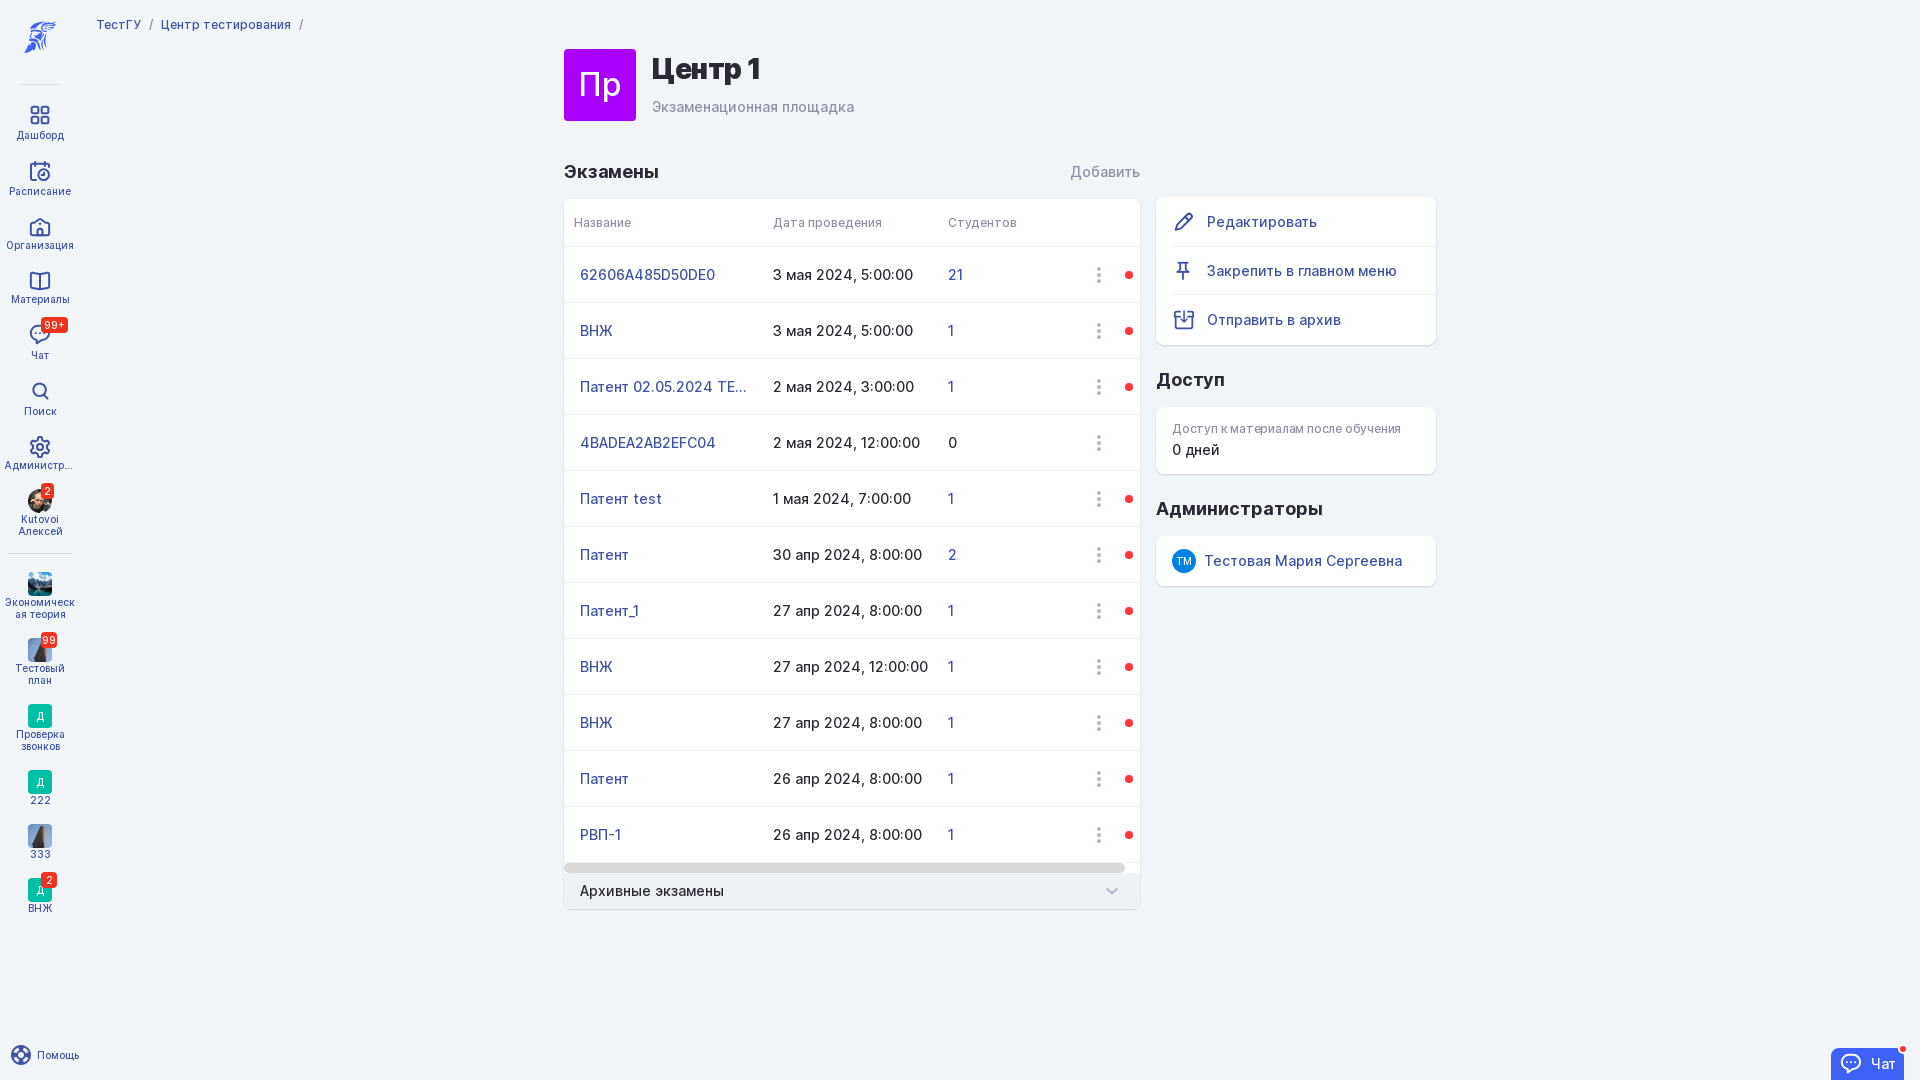 ТестГУ / Центр тестирования /
Дашборд
Расписание
Организация
Материалы
99+
Чат
Поиск
Администр...
2
Kutovoi
Алексей
Экономическ
ая теория
99
Тестовый
план
Д
Проверка
звонков
Д
222
333
2
Д
ВНЖ
Помощь
Пр
Центр 1
Экзаменационная площадка
Экзамены
Добавить
Название Дата проведения Студентов
62606A485D50DE0 3 мая 2024, 5:00:00 21
ВНЖ 3 мая 2024, 5:00:00 1
Патент 02.05.2024 ТЕ... 2 мая 2024, 3:00:00 1
4BADEA2AB2EFC04 2 мая 2024, 12:00:00 0
Патент test 1 мая 2024, 7:00:00 1
Патент 30 апр 2024, 8:00:00 2
Патент_1 27 апр 2024, 8:00:00 1
ВНЖ 27 апр 2024, 12:00:00 1
ВНЖ 27 апр 2024, 8:00:00 1
Патент 26 апр 2024, 8:00:00 1
РВП-1 26 апр 2024, 8:00:00 1
Архивные экзамены
Редактировать
Закрепить в главном меню
Отправить в архив
Доступ
Доступ к материалам после обучения
0 дней
Администраторы
ТМ Тестовая Мария Сергеевна
Чат